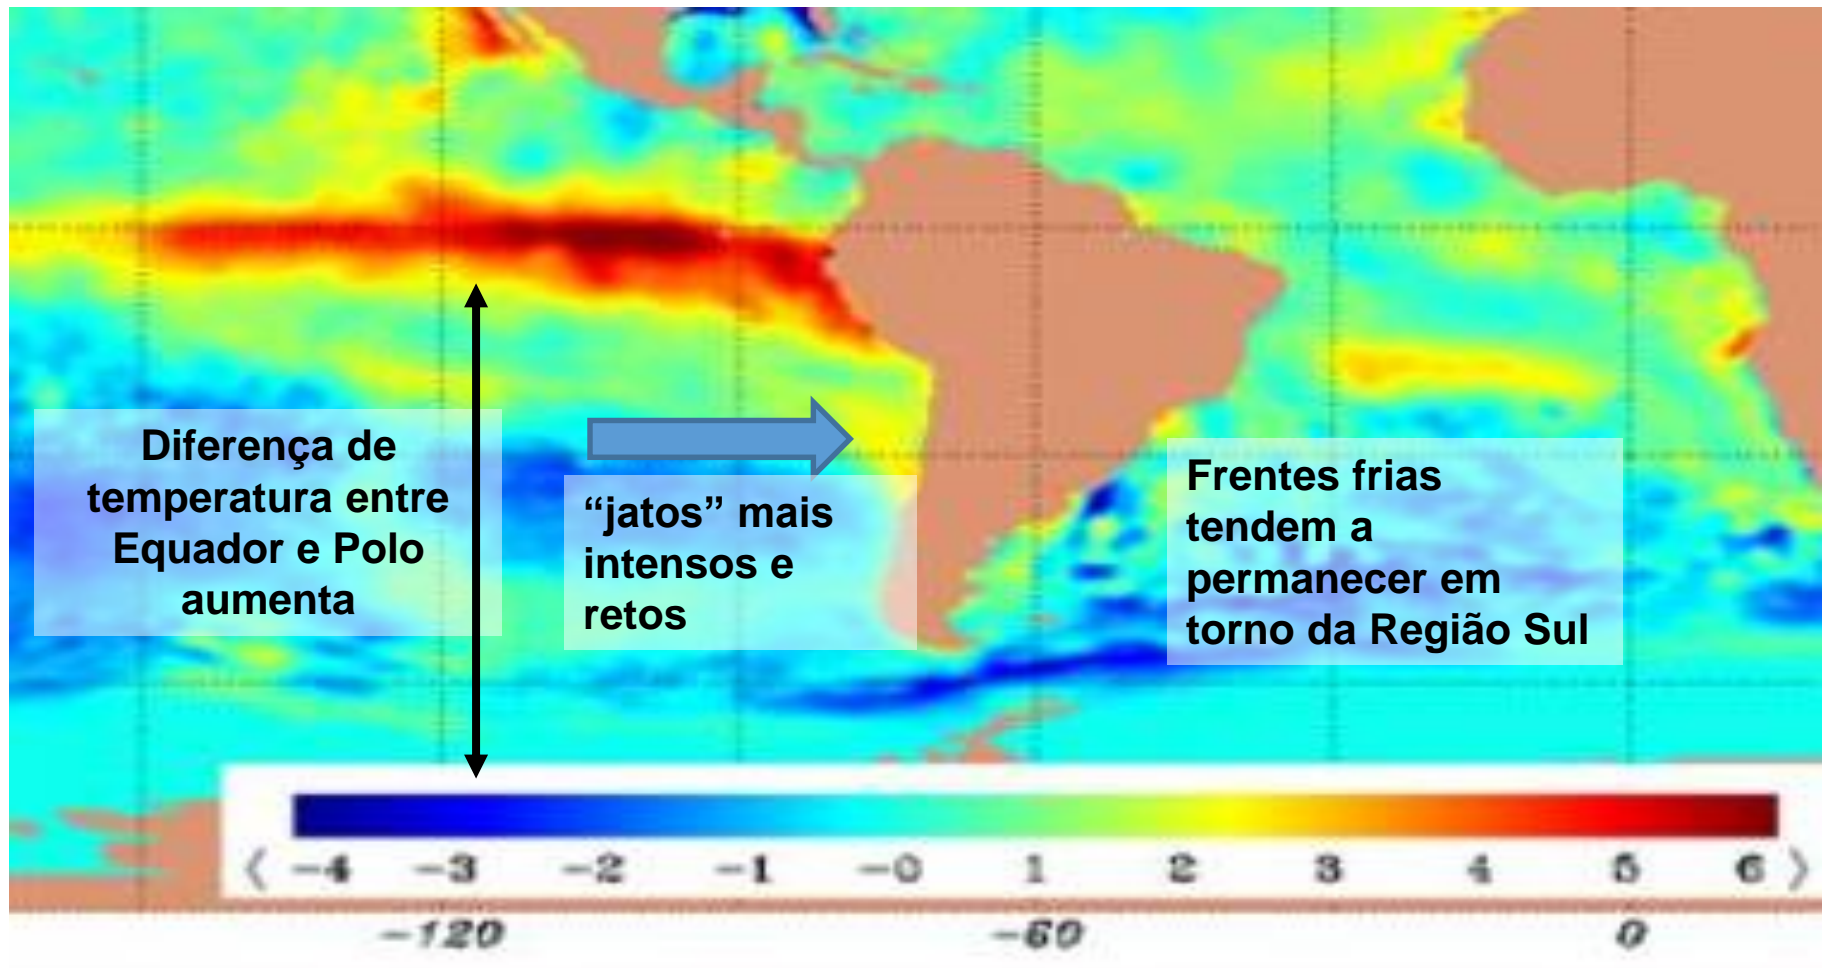 Diferença de
temperatura entre
Equador e Polo
aumenta
“jatos” mais
intensos e
retos
Frentes frias
tendem a
permanecer em
torno da Região Sul
〈 -4 -3 -2 -1 -0 1 2 3 4 5 6 〉
-120 -60 0